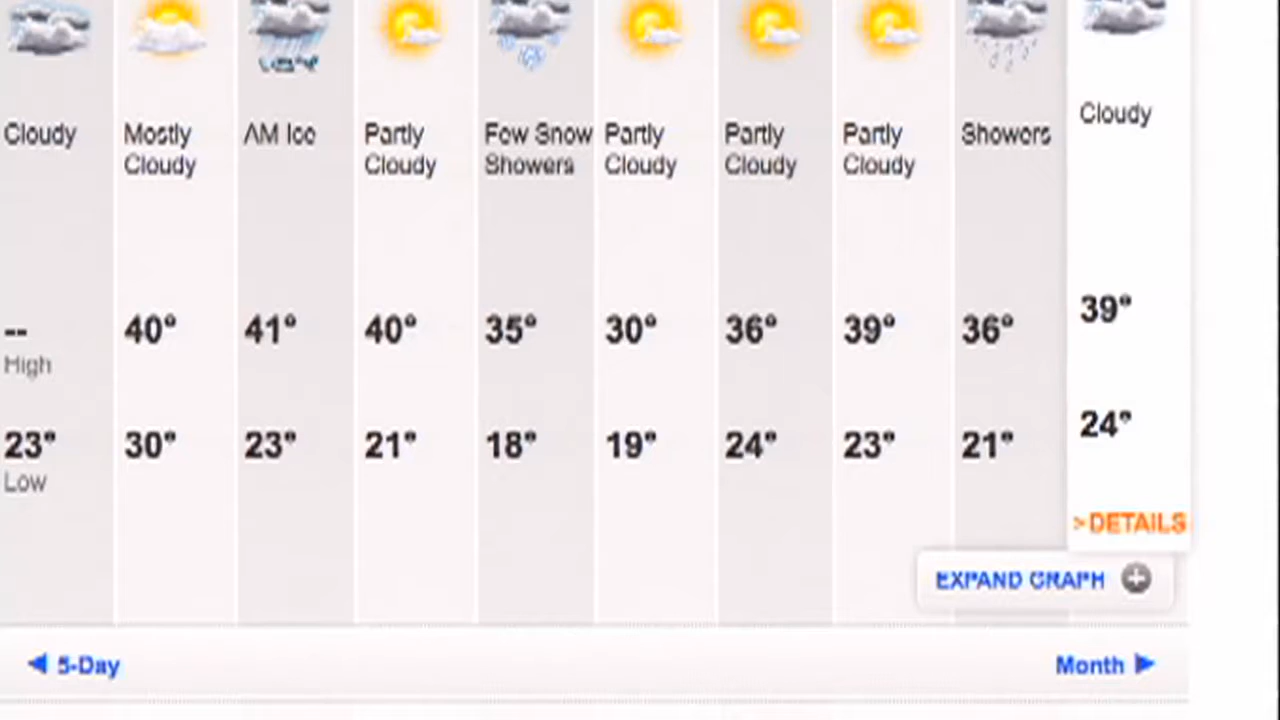 Cloudy
Mostly
Cloudy
AM Ice
Partly
Cloudy
Few Snow
Showers
Partly
Cloudy
Partly
Cloudy
Partly
Cloudy
Showers
Cloudy
-- 40° 41° 40° 35° 30° 36° 39° 36° 39°
High
23° 30° 23° 21° 18° 19° 24° 23° 21° 24°
Low
>DETAILS
EXPAND GRAPH
5-Day
Month